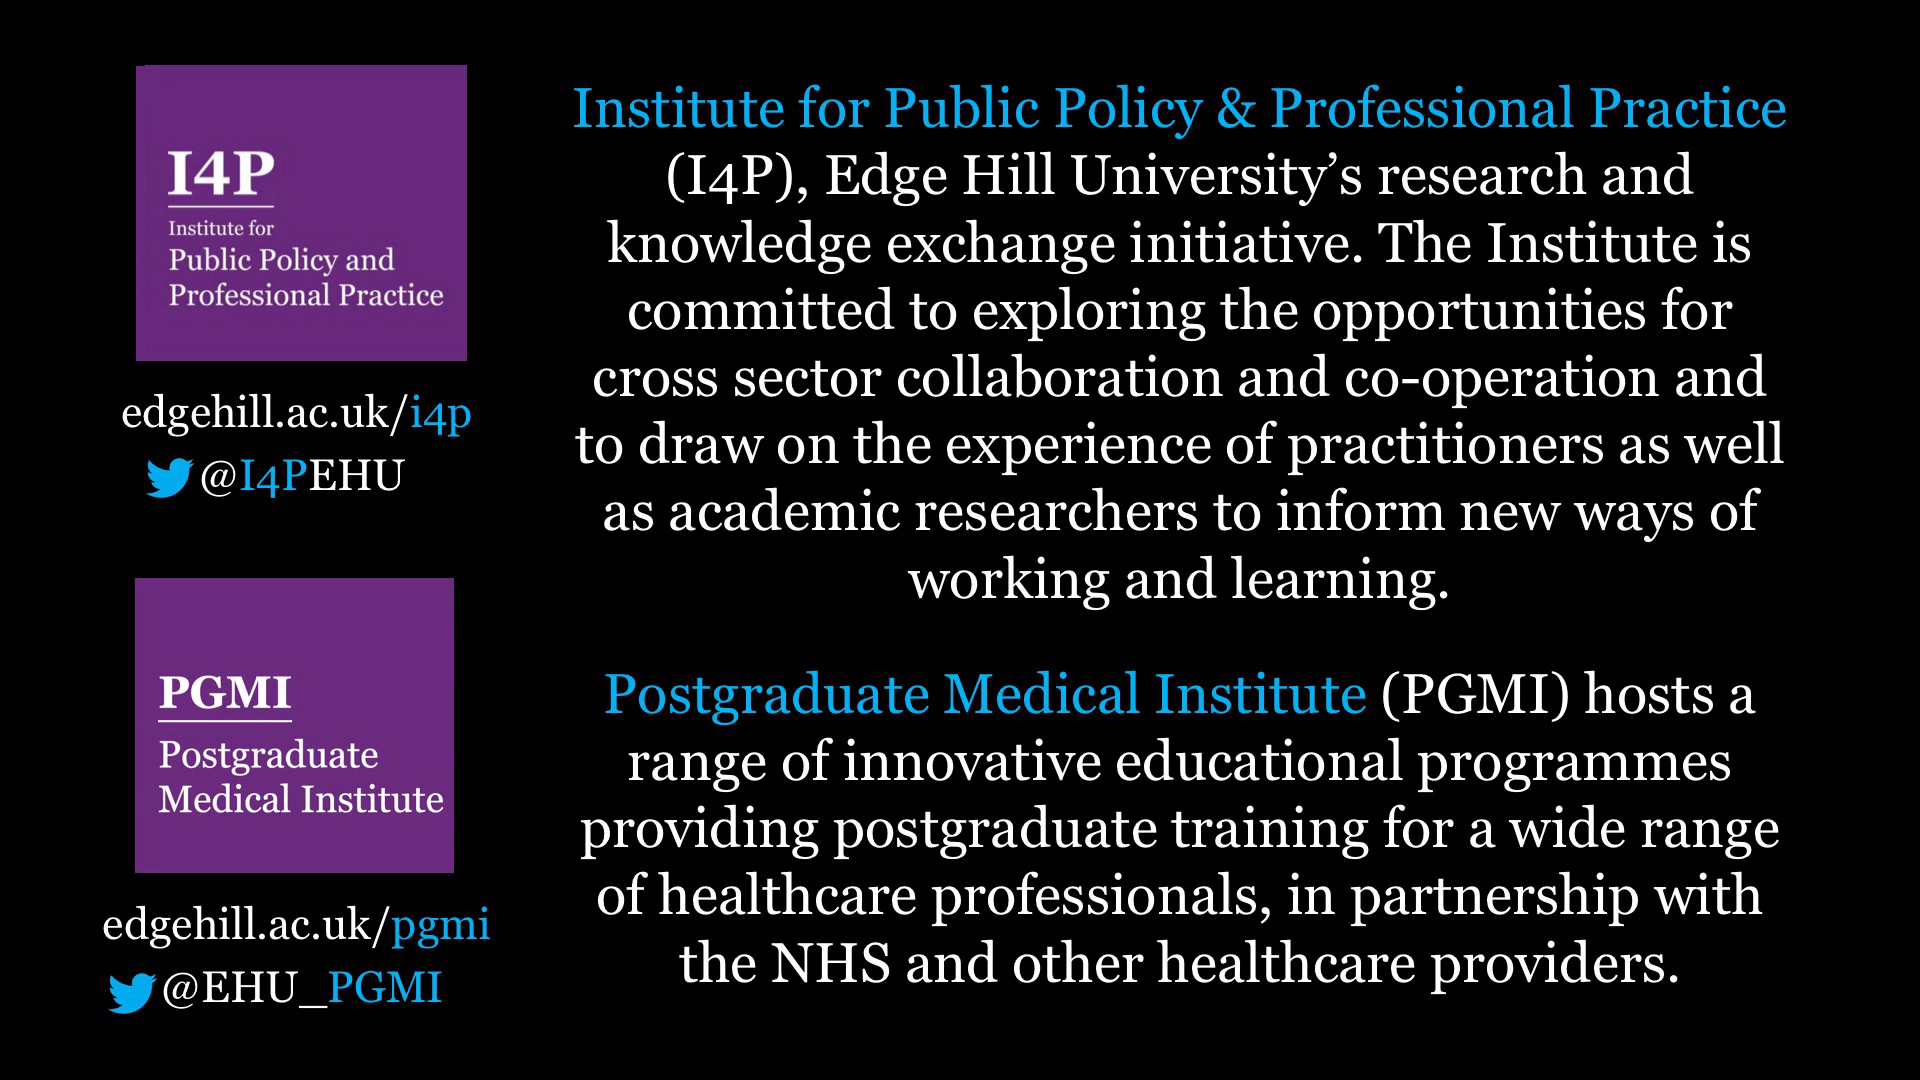 I4P
Institute for
Public Policy and
Professional Practice
edgehill.ac.uk/i4p
@I4PEHU
Institute for Public Policy & Professional Practice
(I4P), Edge Hill University’s research and
knowledge exchange initiative. The Institute is
committed to exploring the opportunities for
cross sector collaboration and co-operation and
to draw on the experience of practitioners as well
as academic researchers to inform new ways of
working and learning.
PGMI
Postgraduate
Medical Institute
edgehill.ac.uk/pgmi
@EHU_PGMI
Postgraduate Medical Institute (PGMI) hosts a
range of innovative educational programmes
providing postgraduate training for a wide range
of healthcare professionals, in partnership with
the NHS and other healthcare providers.